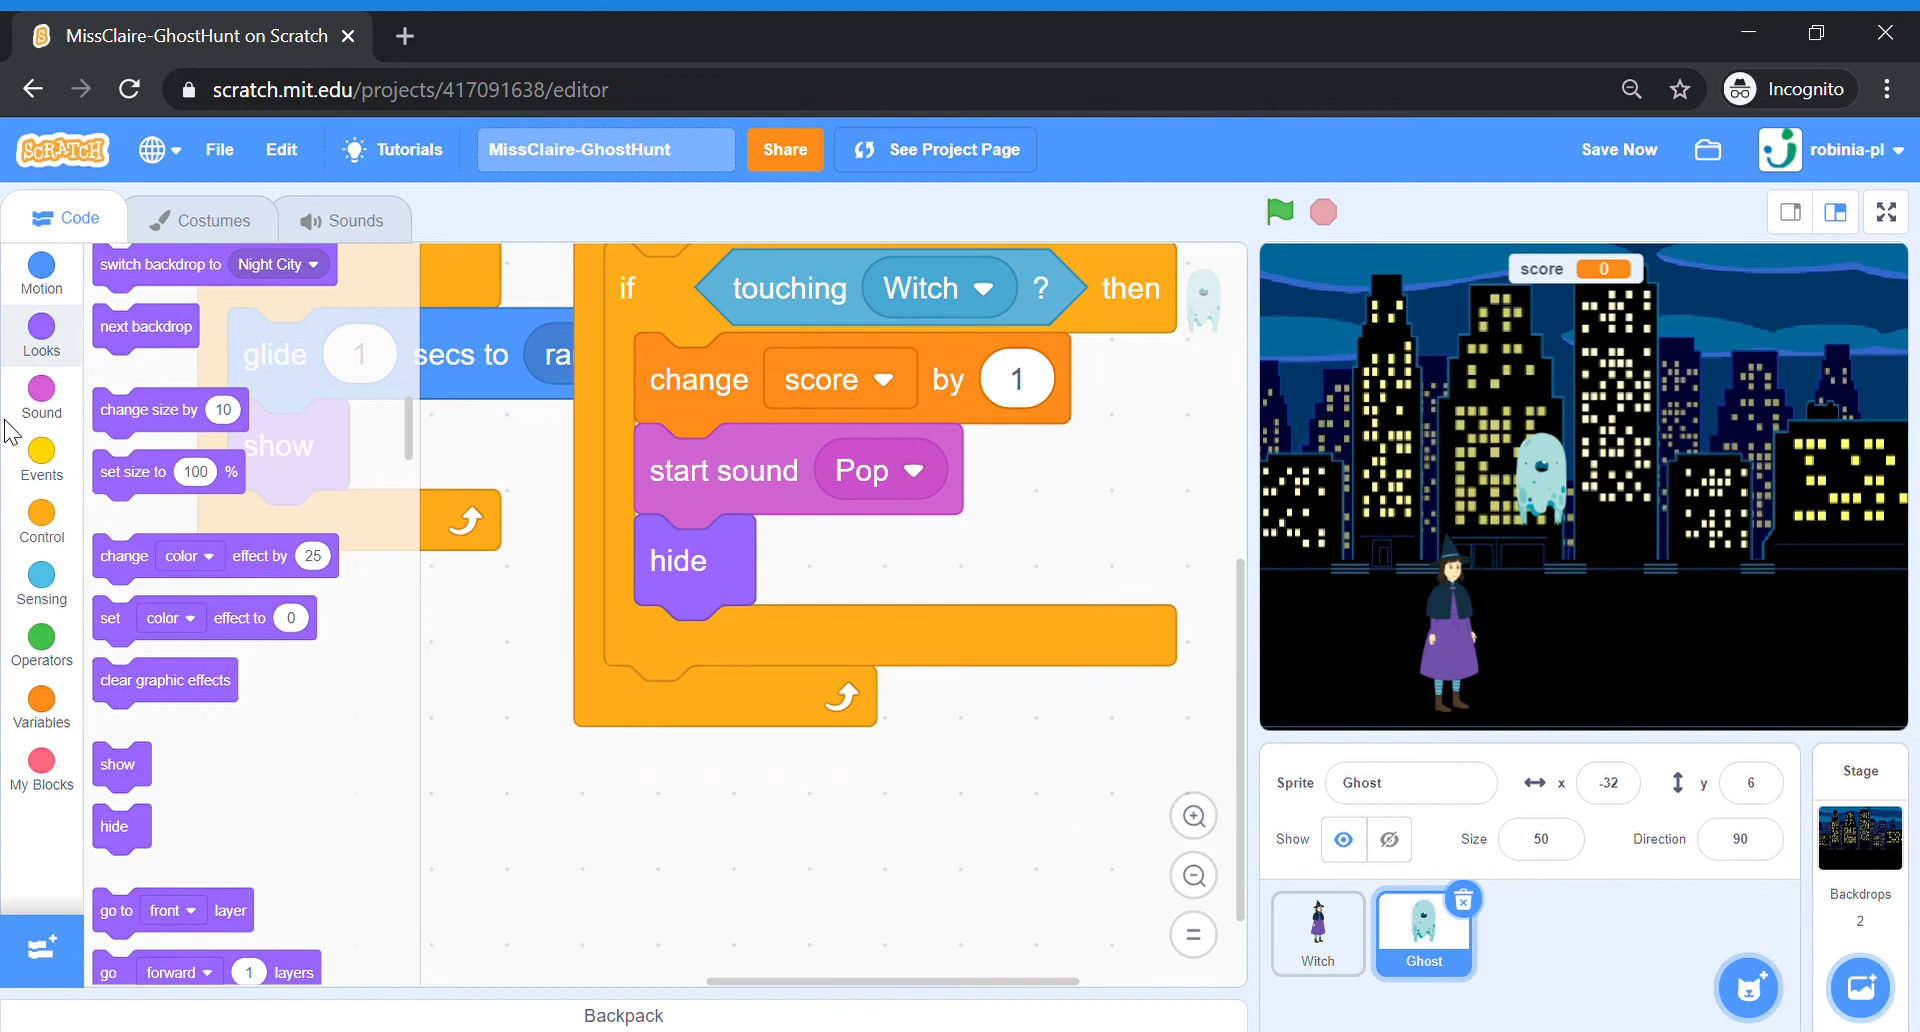 MissClaire-GhostHunt on Scratch
scratch.mit.edu/projects/417091638/editor
Incognito
SCRATCH
File
Edit
Tutorials
MissClaire-GhostHunt
Share
See Project Page
Save Now
robinia-pl
Code
Costumes
Sounds
Motion
Looks
Sound
Events
Control
Sensing
Operators
Variables
My Blocks
switch backdrop to Night City
next backdrop
change size by 10
set size to 100 %
change color effect by 25
set color effect to 0
clear graphic effects
show
hide
go to front layer
go forward 1 layers
glide 1 secs to ra
show
if touching Witch ? then
change score by 1
start sound Pop
hide
Backpack
score 0
Sprite Ghost x -32 y 6
Show Size 50 Direction 90
Witch
Ghost
Stage
Backdrops
2